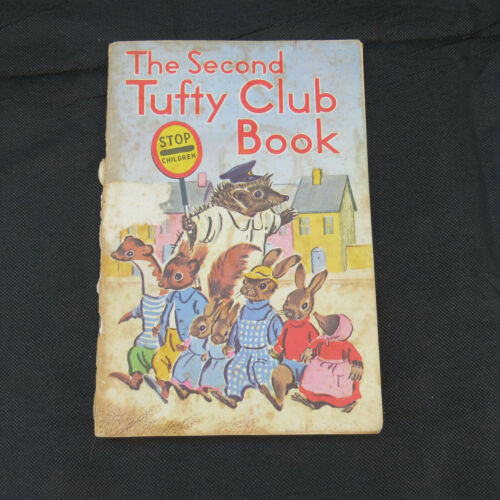 The Second
Tufty Club
Book
STOP
CHILDREN